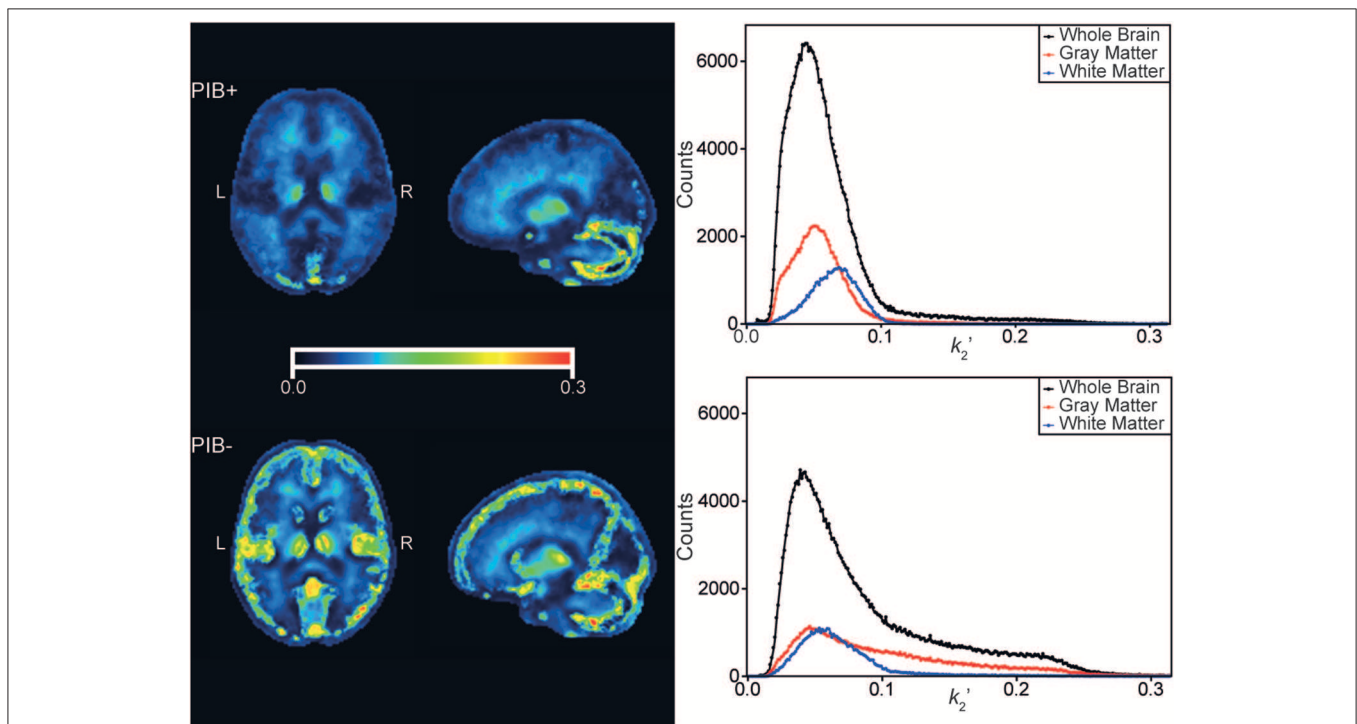 PIB+
L
R
0.0
0.3
PIB-
L
R
Whole Brain
Gray Matter
White Matter
6000
4000
2000
0
Counts
0.0
0.1
0.2
0.3
k₂'
Whole Brain
Gray Matter
White Matter
6000
4000
2000
0
Counts
0.0
0.1
0.2
0.3
k₂'